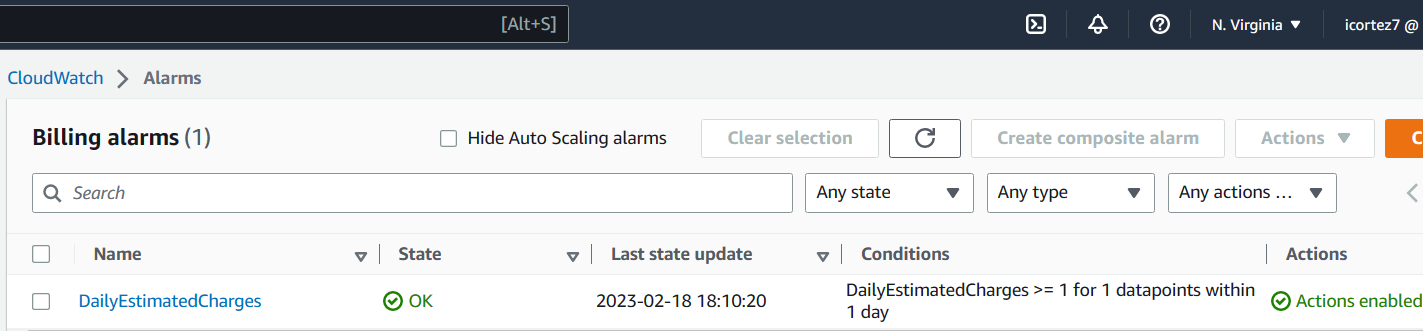 [Alt+S] N. Virginia icortez7 @
CloudWatch Alarms
Billing alarms (1) Hide Auto Scaling alarms Clear selection Create composite alarm Actions C
Search Any state Any type Any actions ...
Name State Last state update Conditions Actions
DailyEstimatedCharges OK 2023-02-18 18:10:20 DailyEstimatedCharges >= 1 for 1 datapoints within Actions enabled
1 day